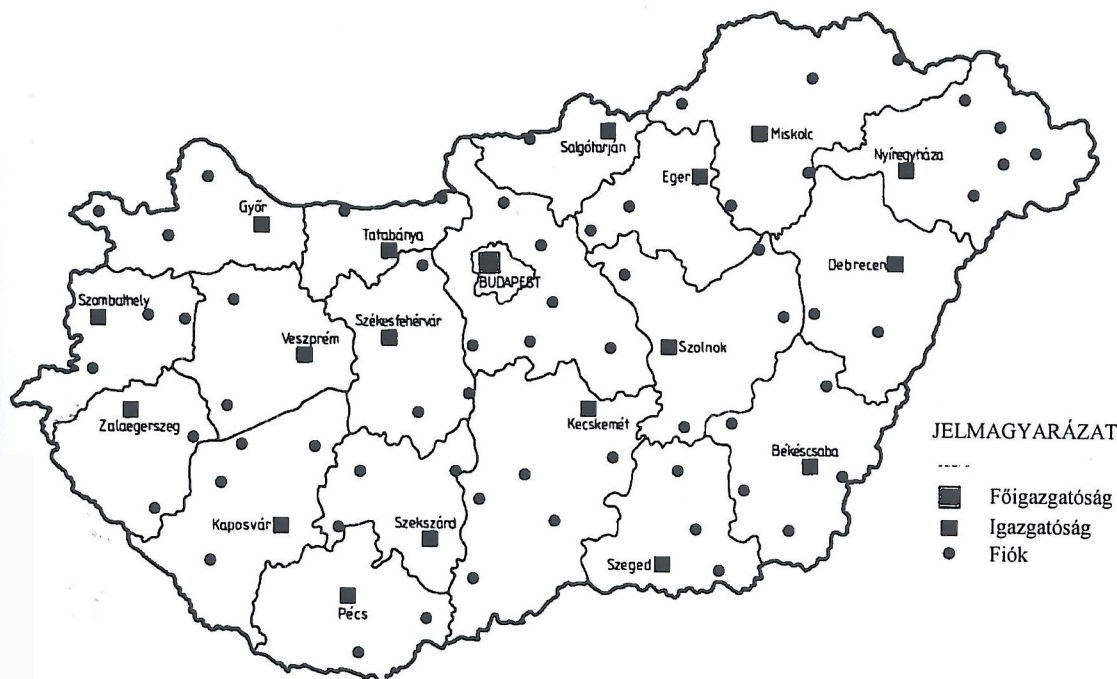 Salgótarján
Miskolc
Nyíregyháza
Eger
Győr
Tatabánya
BUDAPEST
Debrecen
Szombathely
Veszprém
Székesfehérvár
Szolnok
Zalaegerszeg
Kecskemét
Békéscsaba
Kaposvár
Szekszárd
Szeged
Pécs
JELMAGYARÁZAT
Főigazgatóság
Igazgatóság
Fiók